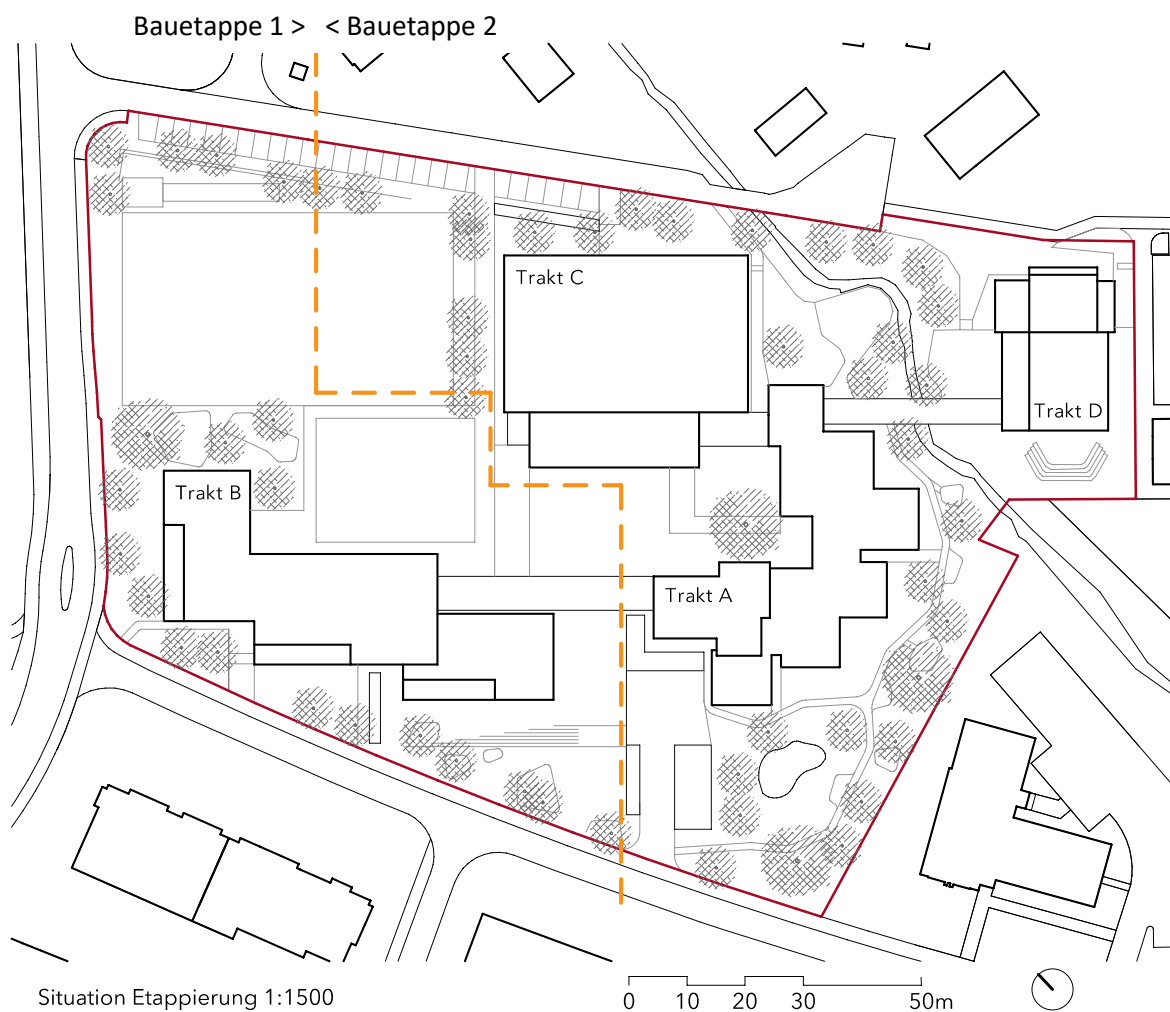 Bauetappe 1 > < Bauetappe 2
Trakt C
Trakt D
Trakt B
Trakt A
Situation Etappierung 1:1500
0 10 20 30 50m